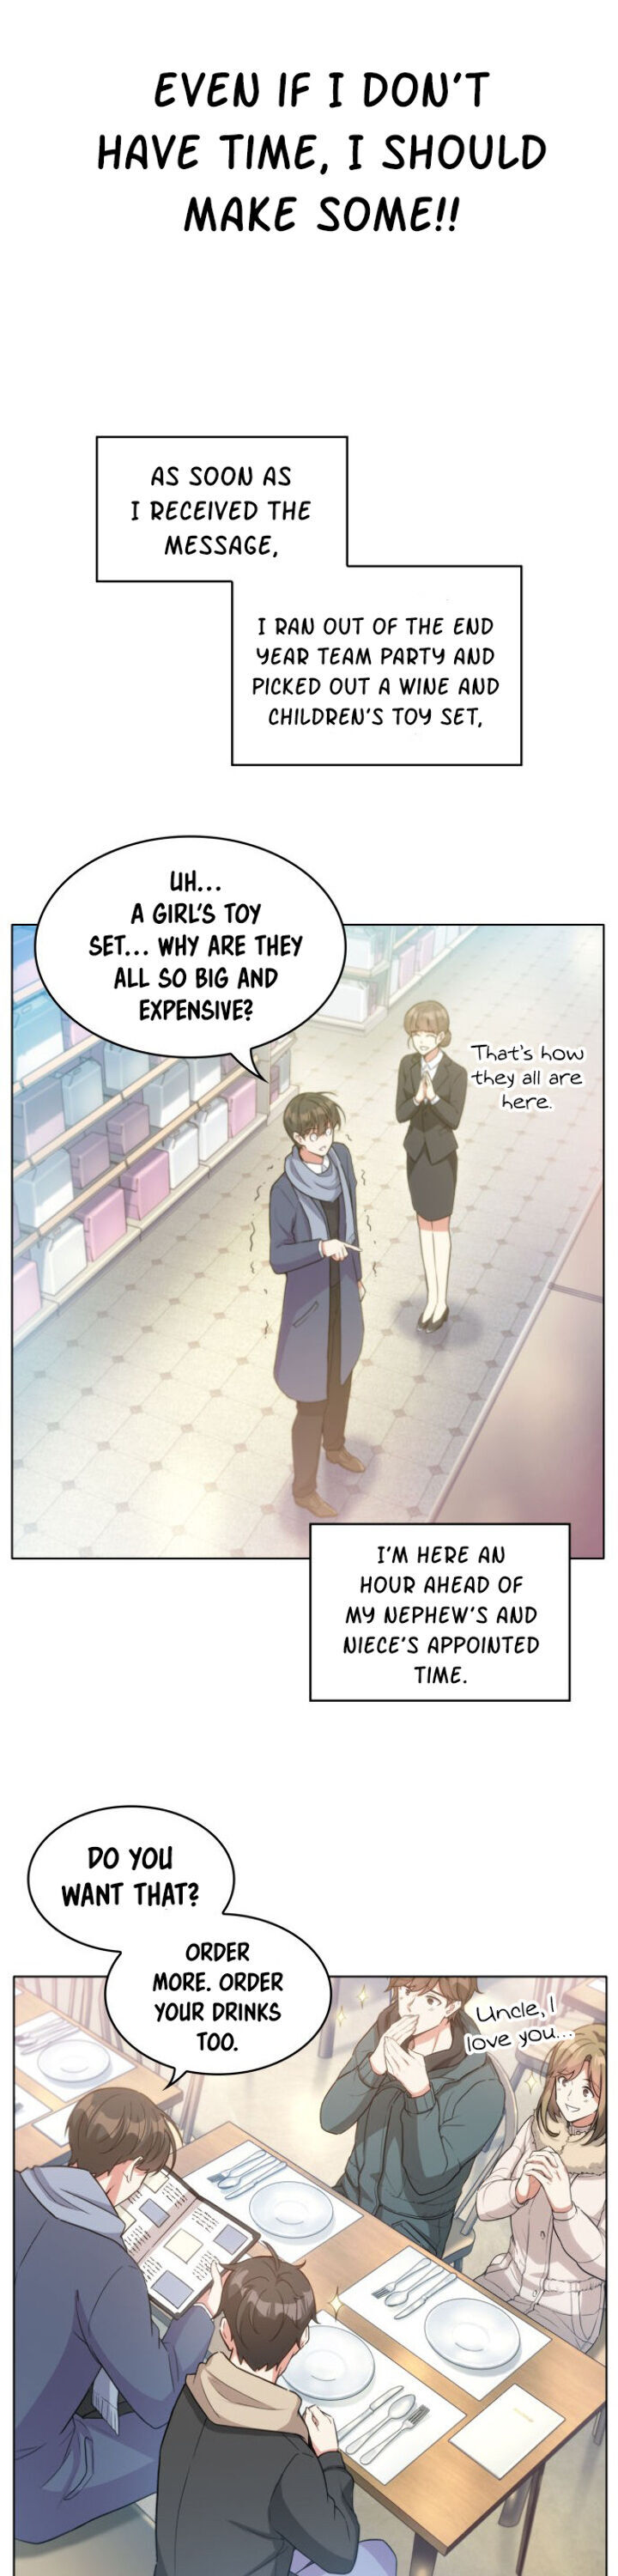 EVEN IF I DON'T
HAVE TIME, I SHOULD
MAKE SOME!!
AS SOON AS
I RECEIVED THE
MESSAGE,
I RAN OUT OF THE END
YEAR TEAM PARTY AND
PICKED OUT A WINE AND
CHILDREN'S TOY SET,
UH...
A GIRL'S TOY
SET... WHY ARE THEY
ALL SO BIG AND
EXPENSIVE?
That's how
they all are
here.
I'M HERE AN
HOUR AHEAD OF
MY NEPHEW'S AND
NIECE'S APPOINTED
TIME.
DO YOU
WANT THAT?
ORDER
MORE. ORDER
YOUR DRINKS
TOO.
Uncle, I
love you...